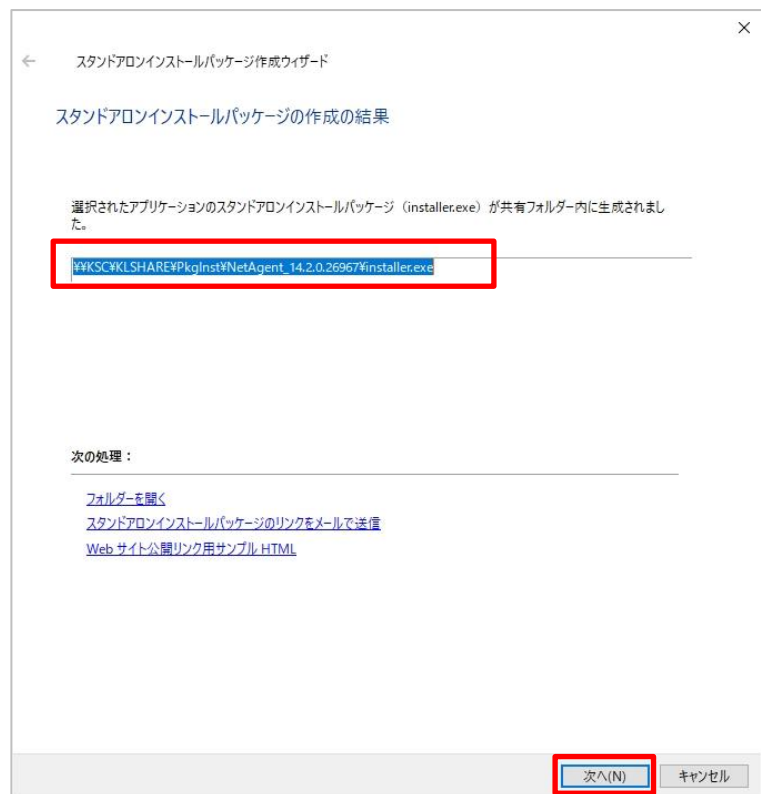 スタンドアロンインストールパッケージ作成ウィザード
スタンドアロンインストールパッケージの作成の結果
選択されたアプリケーションのスタンドアロンインストールパッケージ（installer.exe）が共有フォルダー内に生成されまし
た。
¥¥KSC¥KLSHARE¥PkgInst¥NetAgent_14.2.0.26967¥installer.exe
次の処理：
フォルダーを開く
スタンドアロンインストールパッケージのリンクをメールで送信
Web サイト公開リンク用サンプル HTML
次へ(N) キャンセル